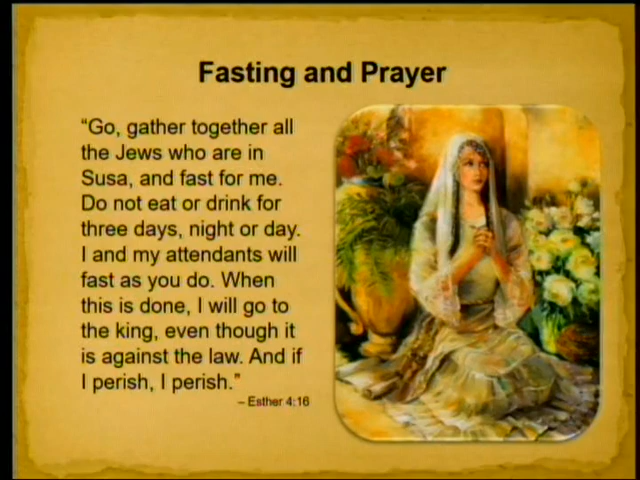 Fasting and Prayer
“Go, gather together all
the Jews who are in
Susa, and fast for me.
Do not eat or drink for
three days, night or day.
I and my attendants will
fast as you do. When
this is done, I will go to
the king, even though it
is against the law. And if
I perish, I perish.”
– Esther 4:16